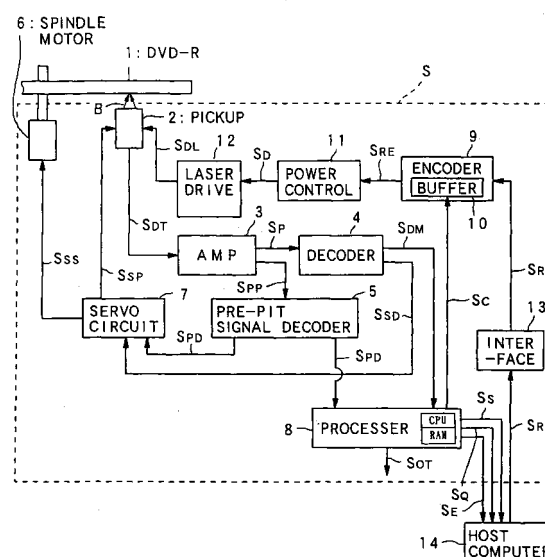 6 : SPINDLE
MOTOR
1 : DVD-R
S
B
2 : PICKUP
SDL
12
LASER
DRIVE
SD
11
POWER
CONTROL
SRE
9
ENCODER
BUFFER
10
SDT
3
AMP
SP
4
DECODER
SDM
SSS
SSP
SPP
SSD
SC
SR
7
SERVO
CIRCUIT
5
PRE-PIT
SIGNAL DECODER
SPD
SPD
13
INTER
-FACE
8
PROCESSER
CPU
RAM
SS
SR
SOT
SQ
SE
14
HOST
COMPUTER